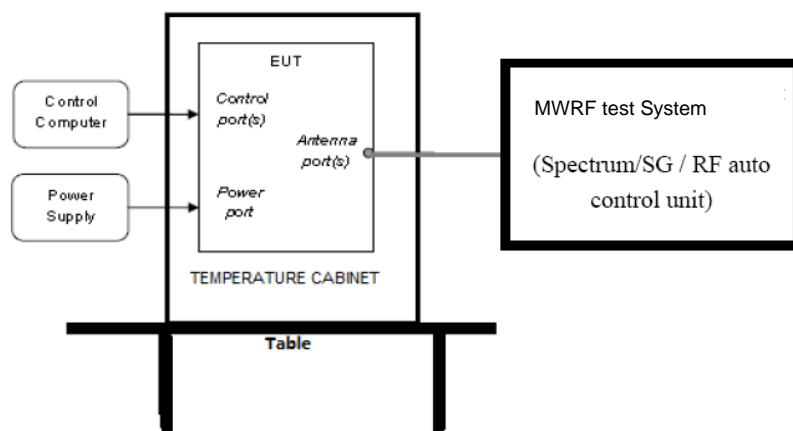 EUT
Control
Computer
Control
port(s)
Antenna
port(s)
Power
Supply
Power
port
TEMPERATURE CABINET
Table
MWRF test System
(Spectrum/SG / RF auto
control unit)